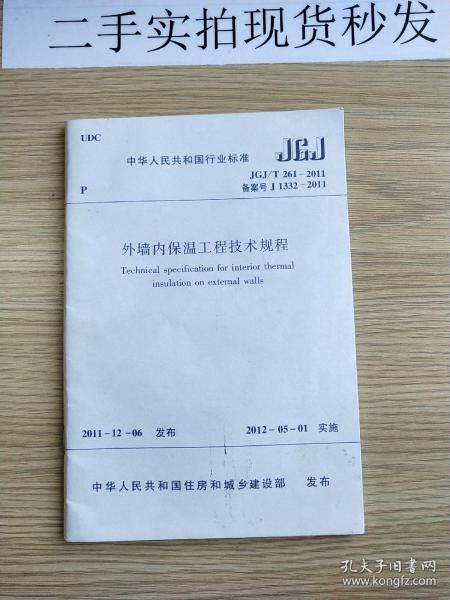 二手实拍现货秒发
UDC
中华人民共和国行业标准 JGJ
JGJ/T 261-2011
P
备案号 J 1332-2011
外墙内保温工程技术规程
Technical specification for interior thermal
insulation on external walls
2011-12-06 发布 2012-05-01 实施
中华人民共和国住房和城乡建设部 发布
孔夫子旧书网
www.kongfz.com